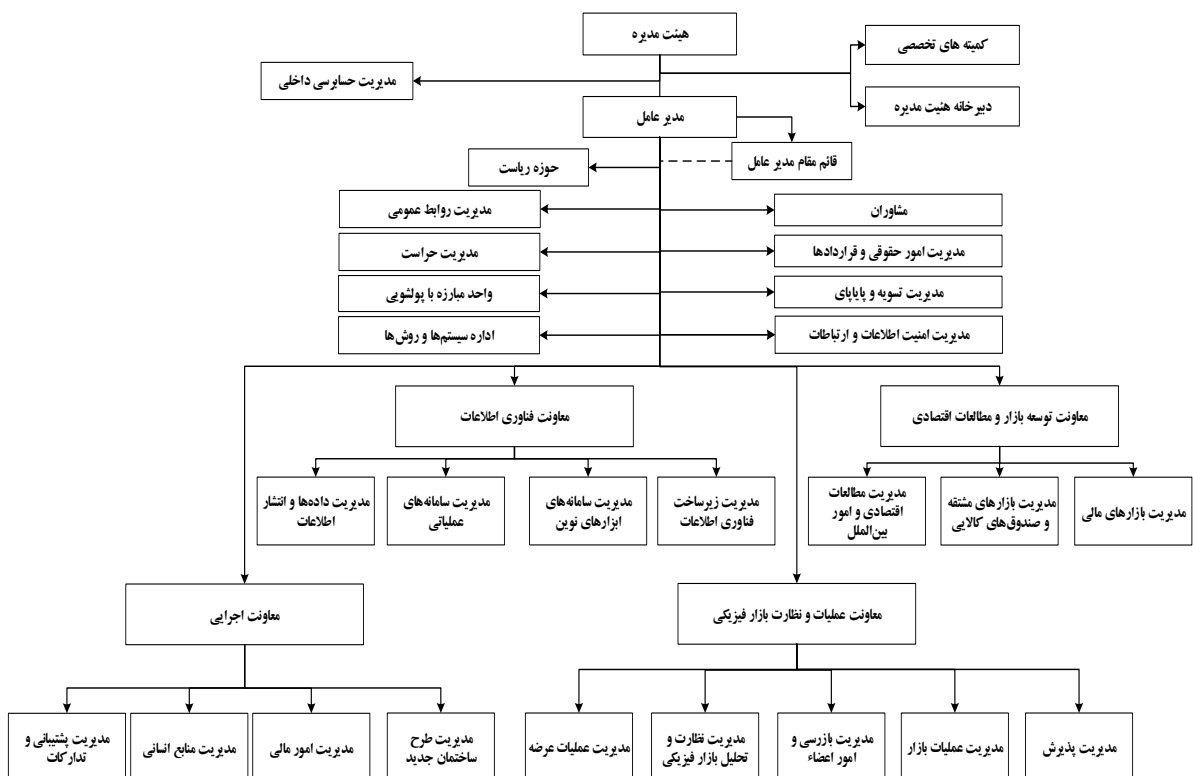 هیئت مدیره
کمیته های تخصصی
مدیریت حسابرسی داخلی
دبیرخانه هئیت مدیره
مدیر عامل
قائم مقام مدیر عامل
حوزه ریاست
مشاوران
مدیریت روابط عمومی
مدیریت امور حقوقی و قراردادها
مدیریت حراست
مدیریت تسویه و پایاپای
واحد مبارزه با پولشویی
مدیریت امنیت اطلاعات و ارتباطات
اداره سیستم‌ها و روش‌ها
معاونت توسعه بازار و مطالعات اقتصادی
معاونت فناوری اطلاعات
مدیریت بازارهای مالی
مدیریت بازارهای مشتقه
و صندوق‌های کالایی
مدیریت مطالعات
اقتصادی و امور
بین‌الملل
مدیریت زیرساخت
فناوری اطلاعات
مدیریت سامانه‌های
ابزارهای نوین
مدیریت سامانه‌های
عملیاتی
مدیریت داده‌ها و انتشار
اطلاعات
معاونت عملیات و نظارت بازار فیزیکی
معاونت اجرایی
مدیریت پذیرش
مدیریت عملیات بازار
مدیریت بازرسی و
امور اعضاء
مدیریت نظارت و
تحلیل بازار فیزیکی
مدیریت عملیات عرضه
مدیریت طرح
ساختمان جدید
مدیریت امور مالی
مدیریت منابع انسانی
مدیریت پشتیبانی و
تدارکات